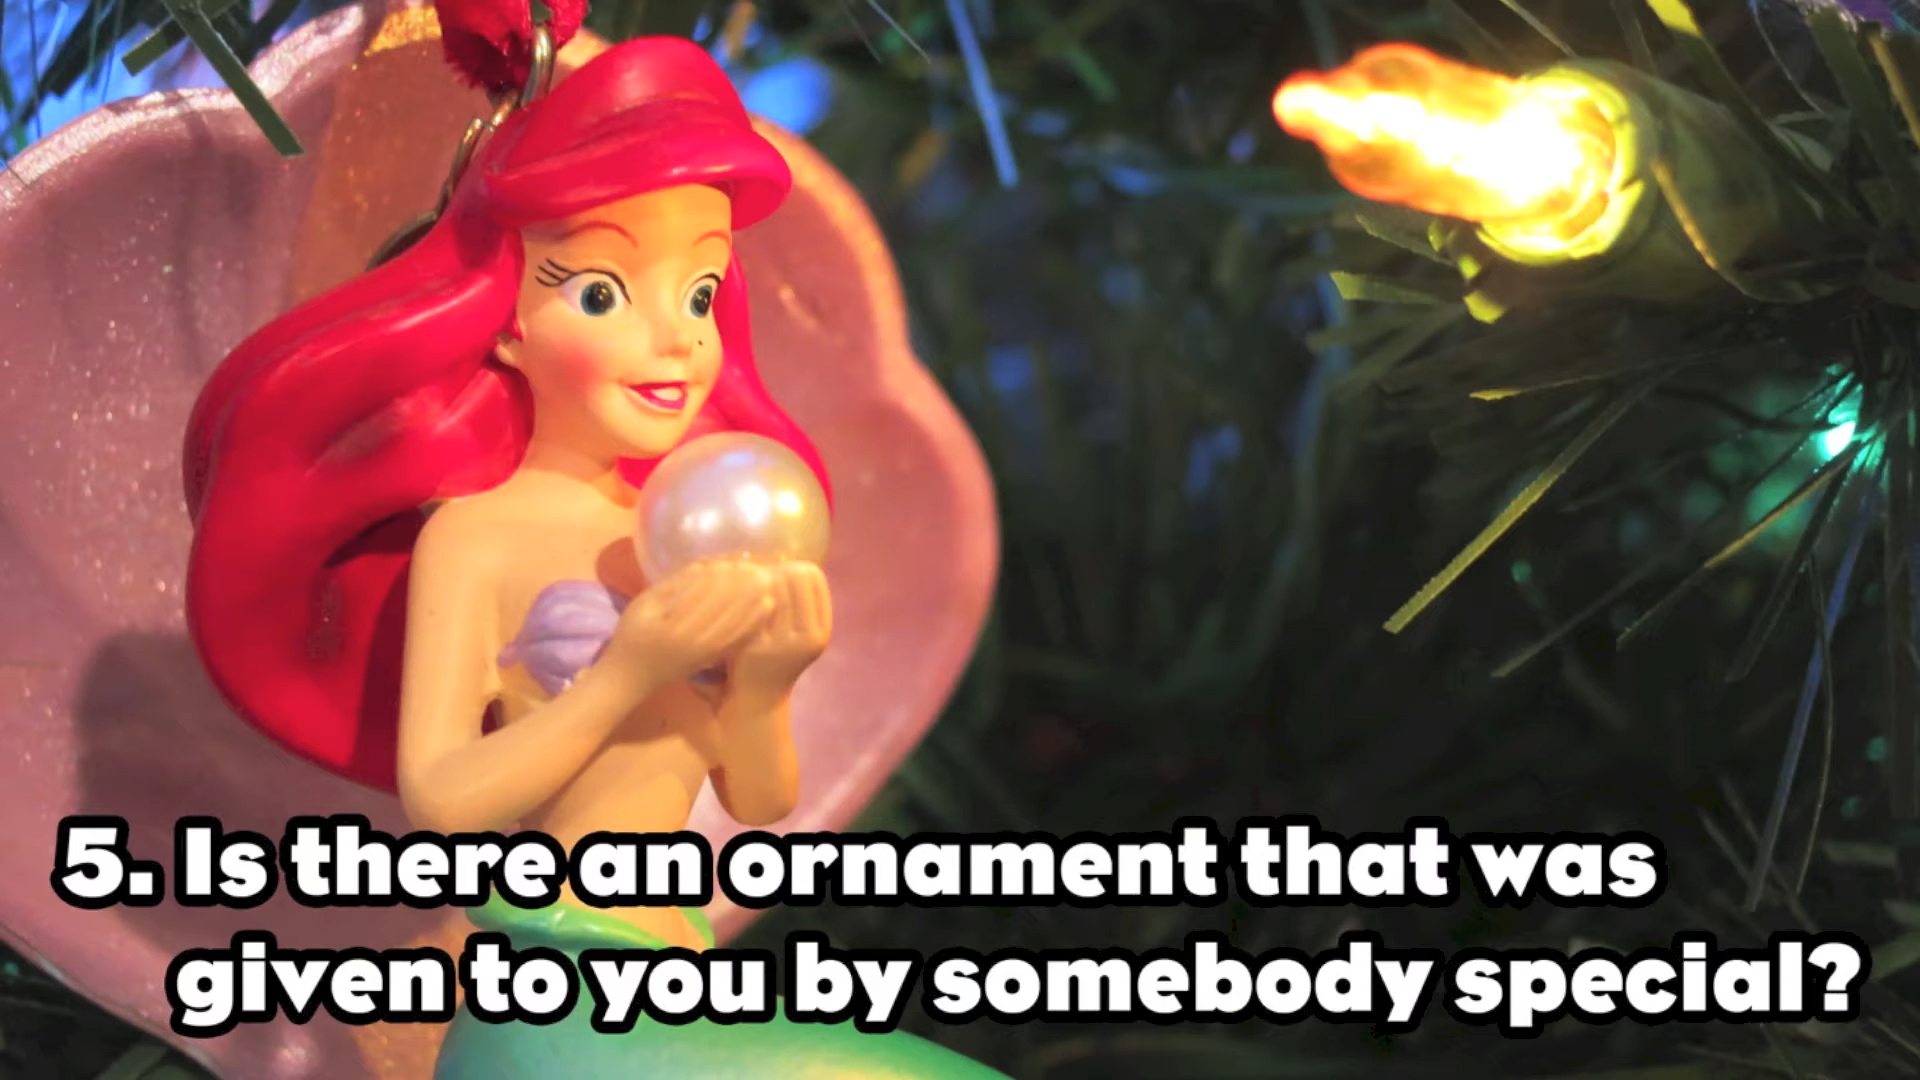 5. Is there an ornament that was
given to you by somebody special?